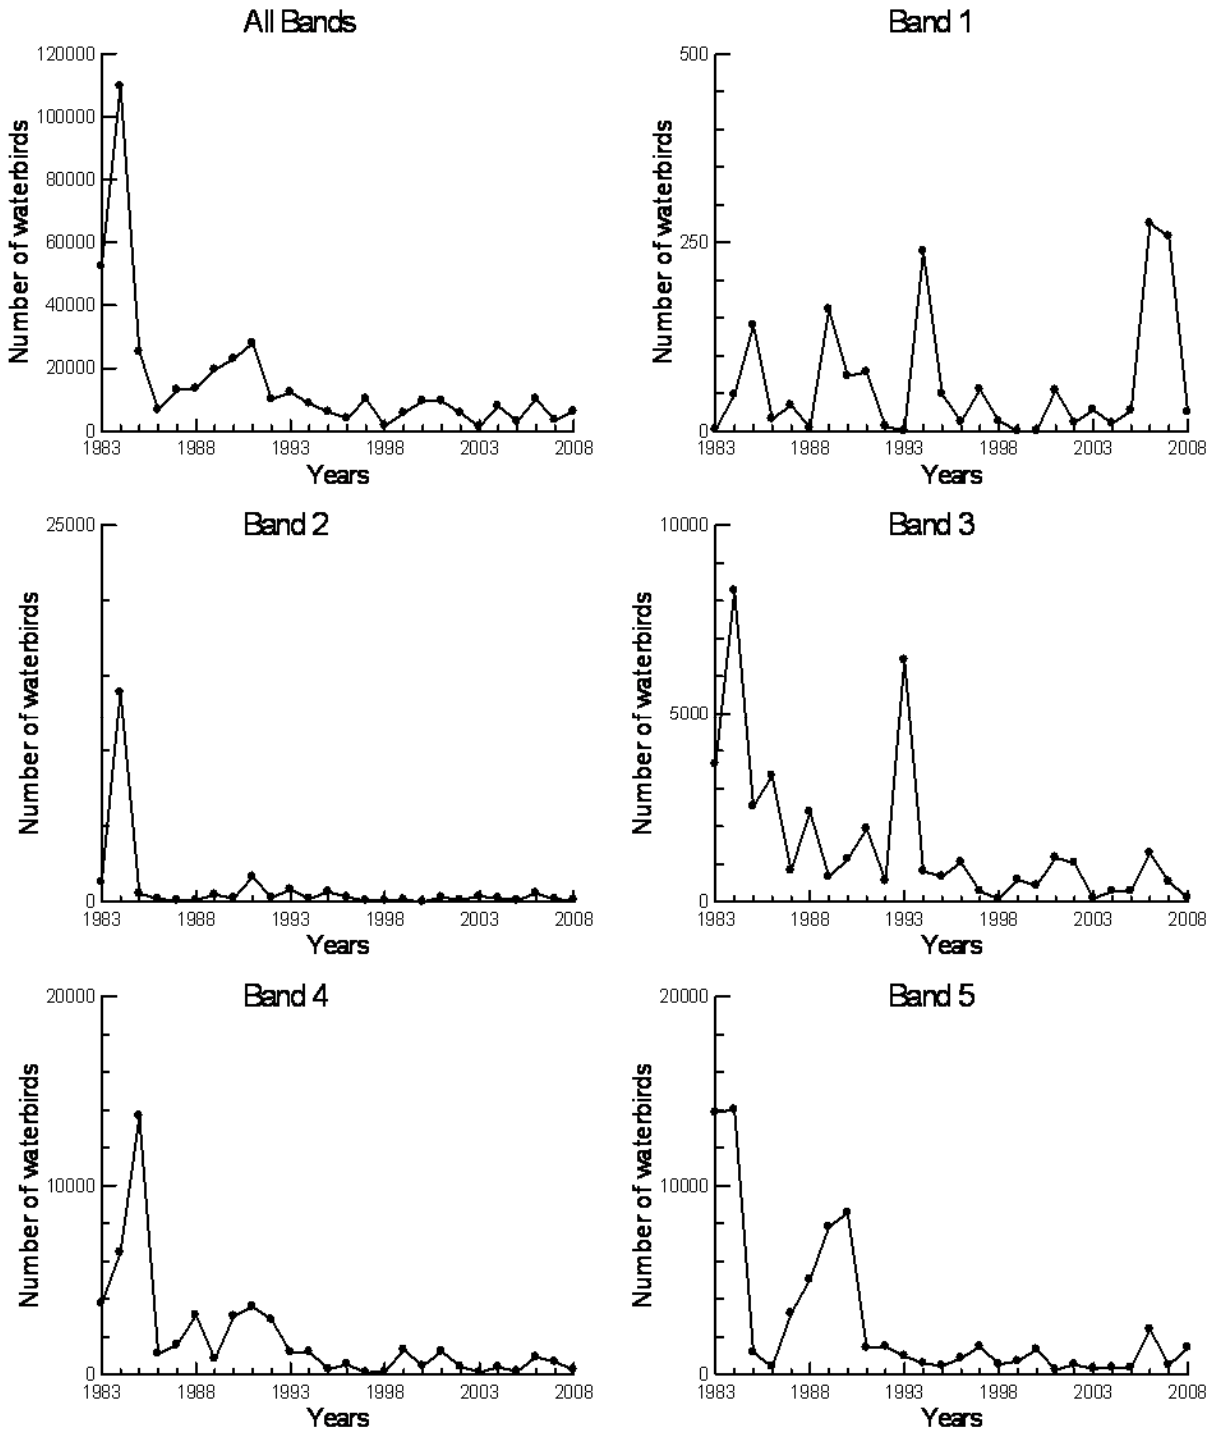 All Bands
120000
100000
80000
60000
40000
20000
0
Number of waterbirds
1983 1988 1993 1998 2003 2008
Years
Band 1
500
250
0
Number of waterbirds
1983 1988 1993 1998 2003 2008
Years
Band 2
25000
0
Number of waterbirds
1983 1988 1993 1998 2003 2008
Years
Band 3
10000
5000
0
Number of waterbirds
1983 1988 1993 1998 2003 2008
Years
Band 4
20000
10000
0
Number of waterbirds
1983 1988 1993 1998 2003 2008
Years
Band 5
20000
10000
0
Number of waterbirds
1983 1988 1993 1998 2003 2008
Years